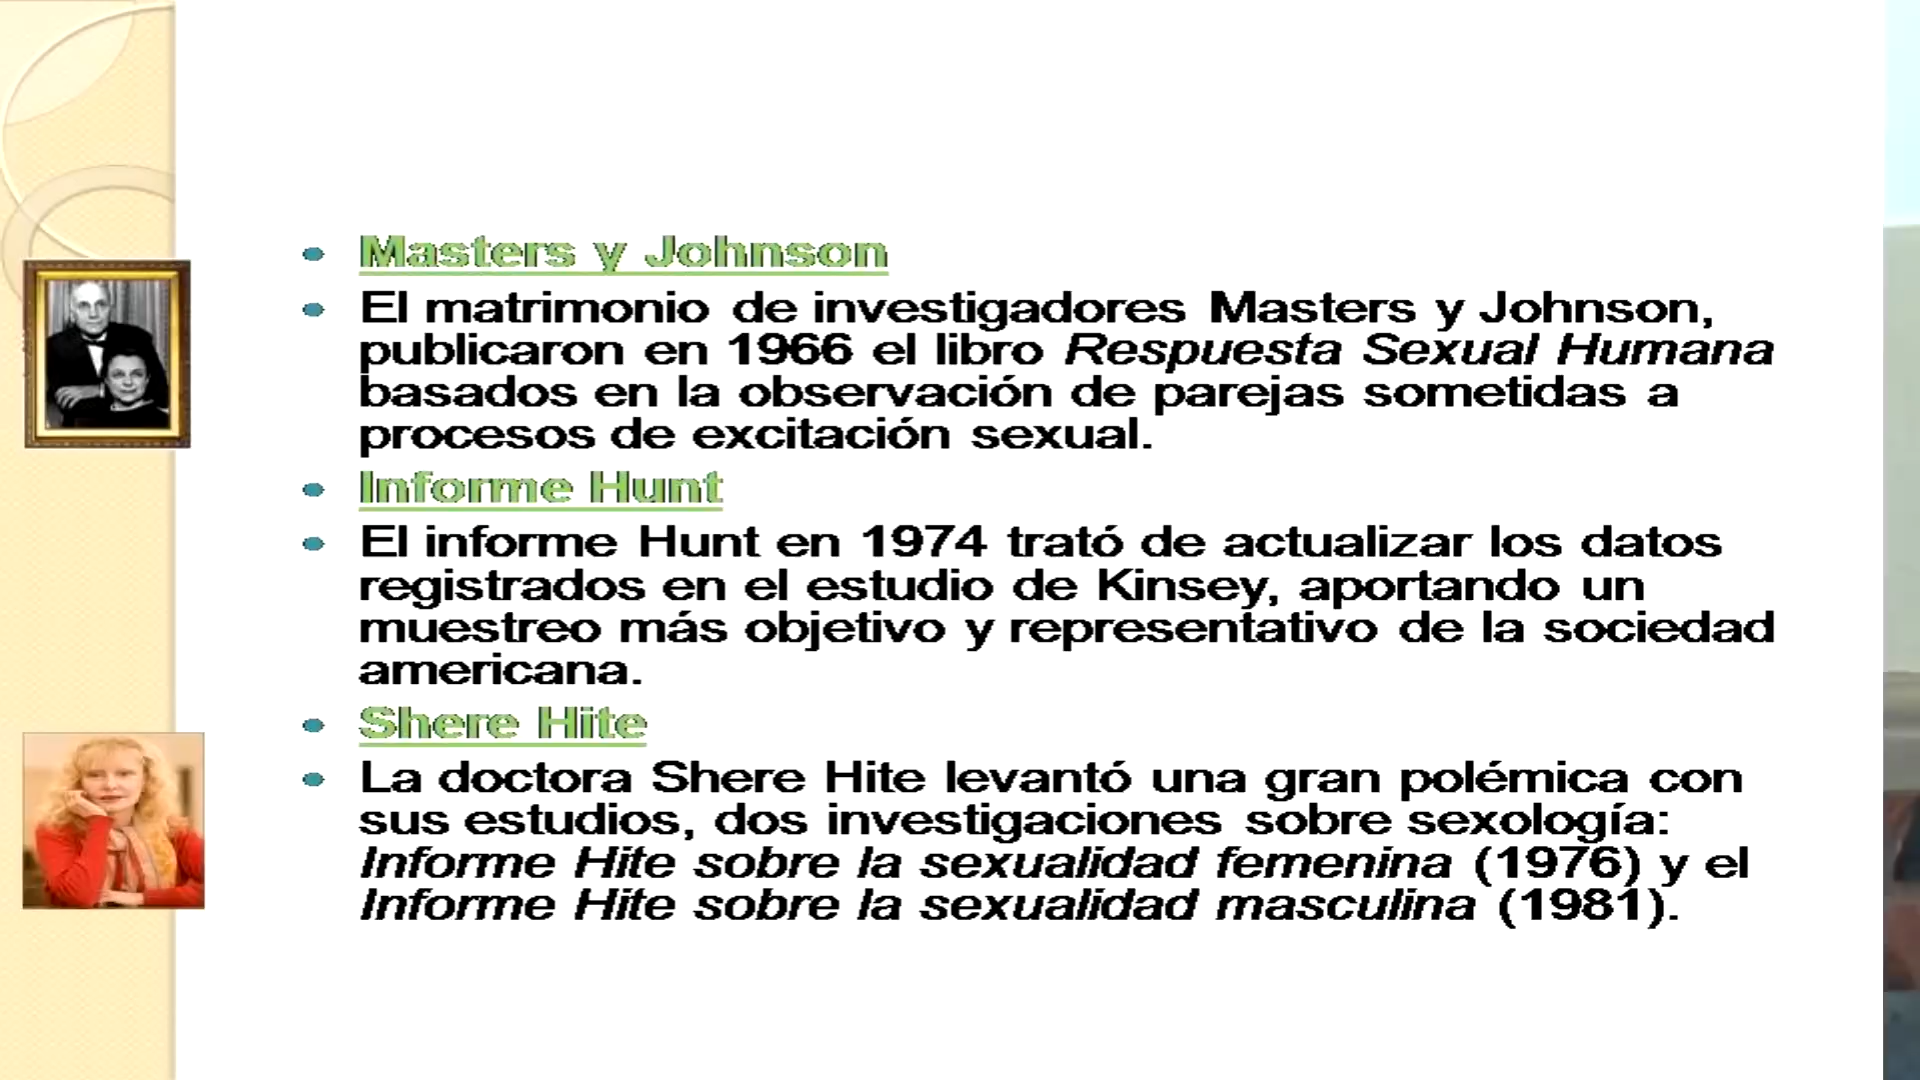 Masters y Johnson
El matrimonio de investigadores Masters y Johnson,
publicaron en 1966 el libro Respuesta Sexual Humana
basados en la observación de parejas sometidas a
procesos de excitación sexual.
Informe Hunt
El informe Hunt en 1974 trató de actualizar los datos
registrados en el estudio de Kinsey, aportando un
muestreo más objetivo y representativo de la sociedad
americana.
Shere Hite
La doctora Shere Hite levantó una gran polémica con
sus estudios, dos investigaciones sobre sexología:
Informe Hite sobre la sexualidad femenina (1976) y el
Informe Hite sobre la sexualidad masculina (1981).